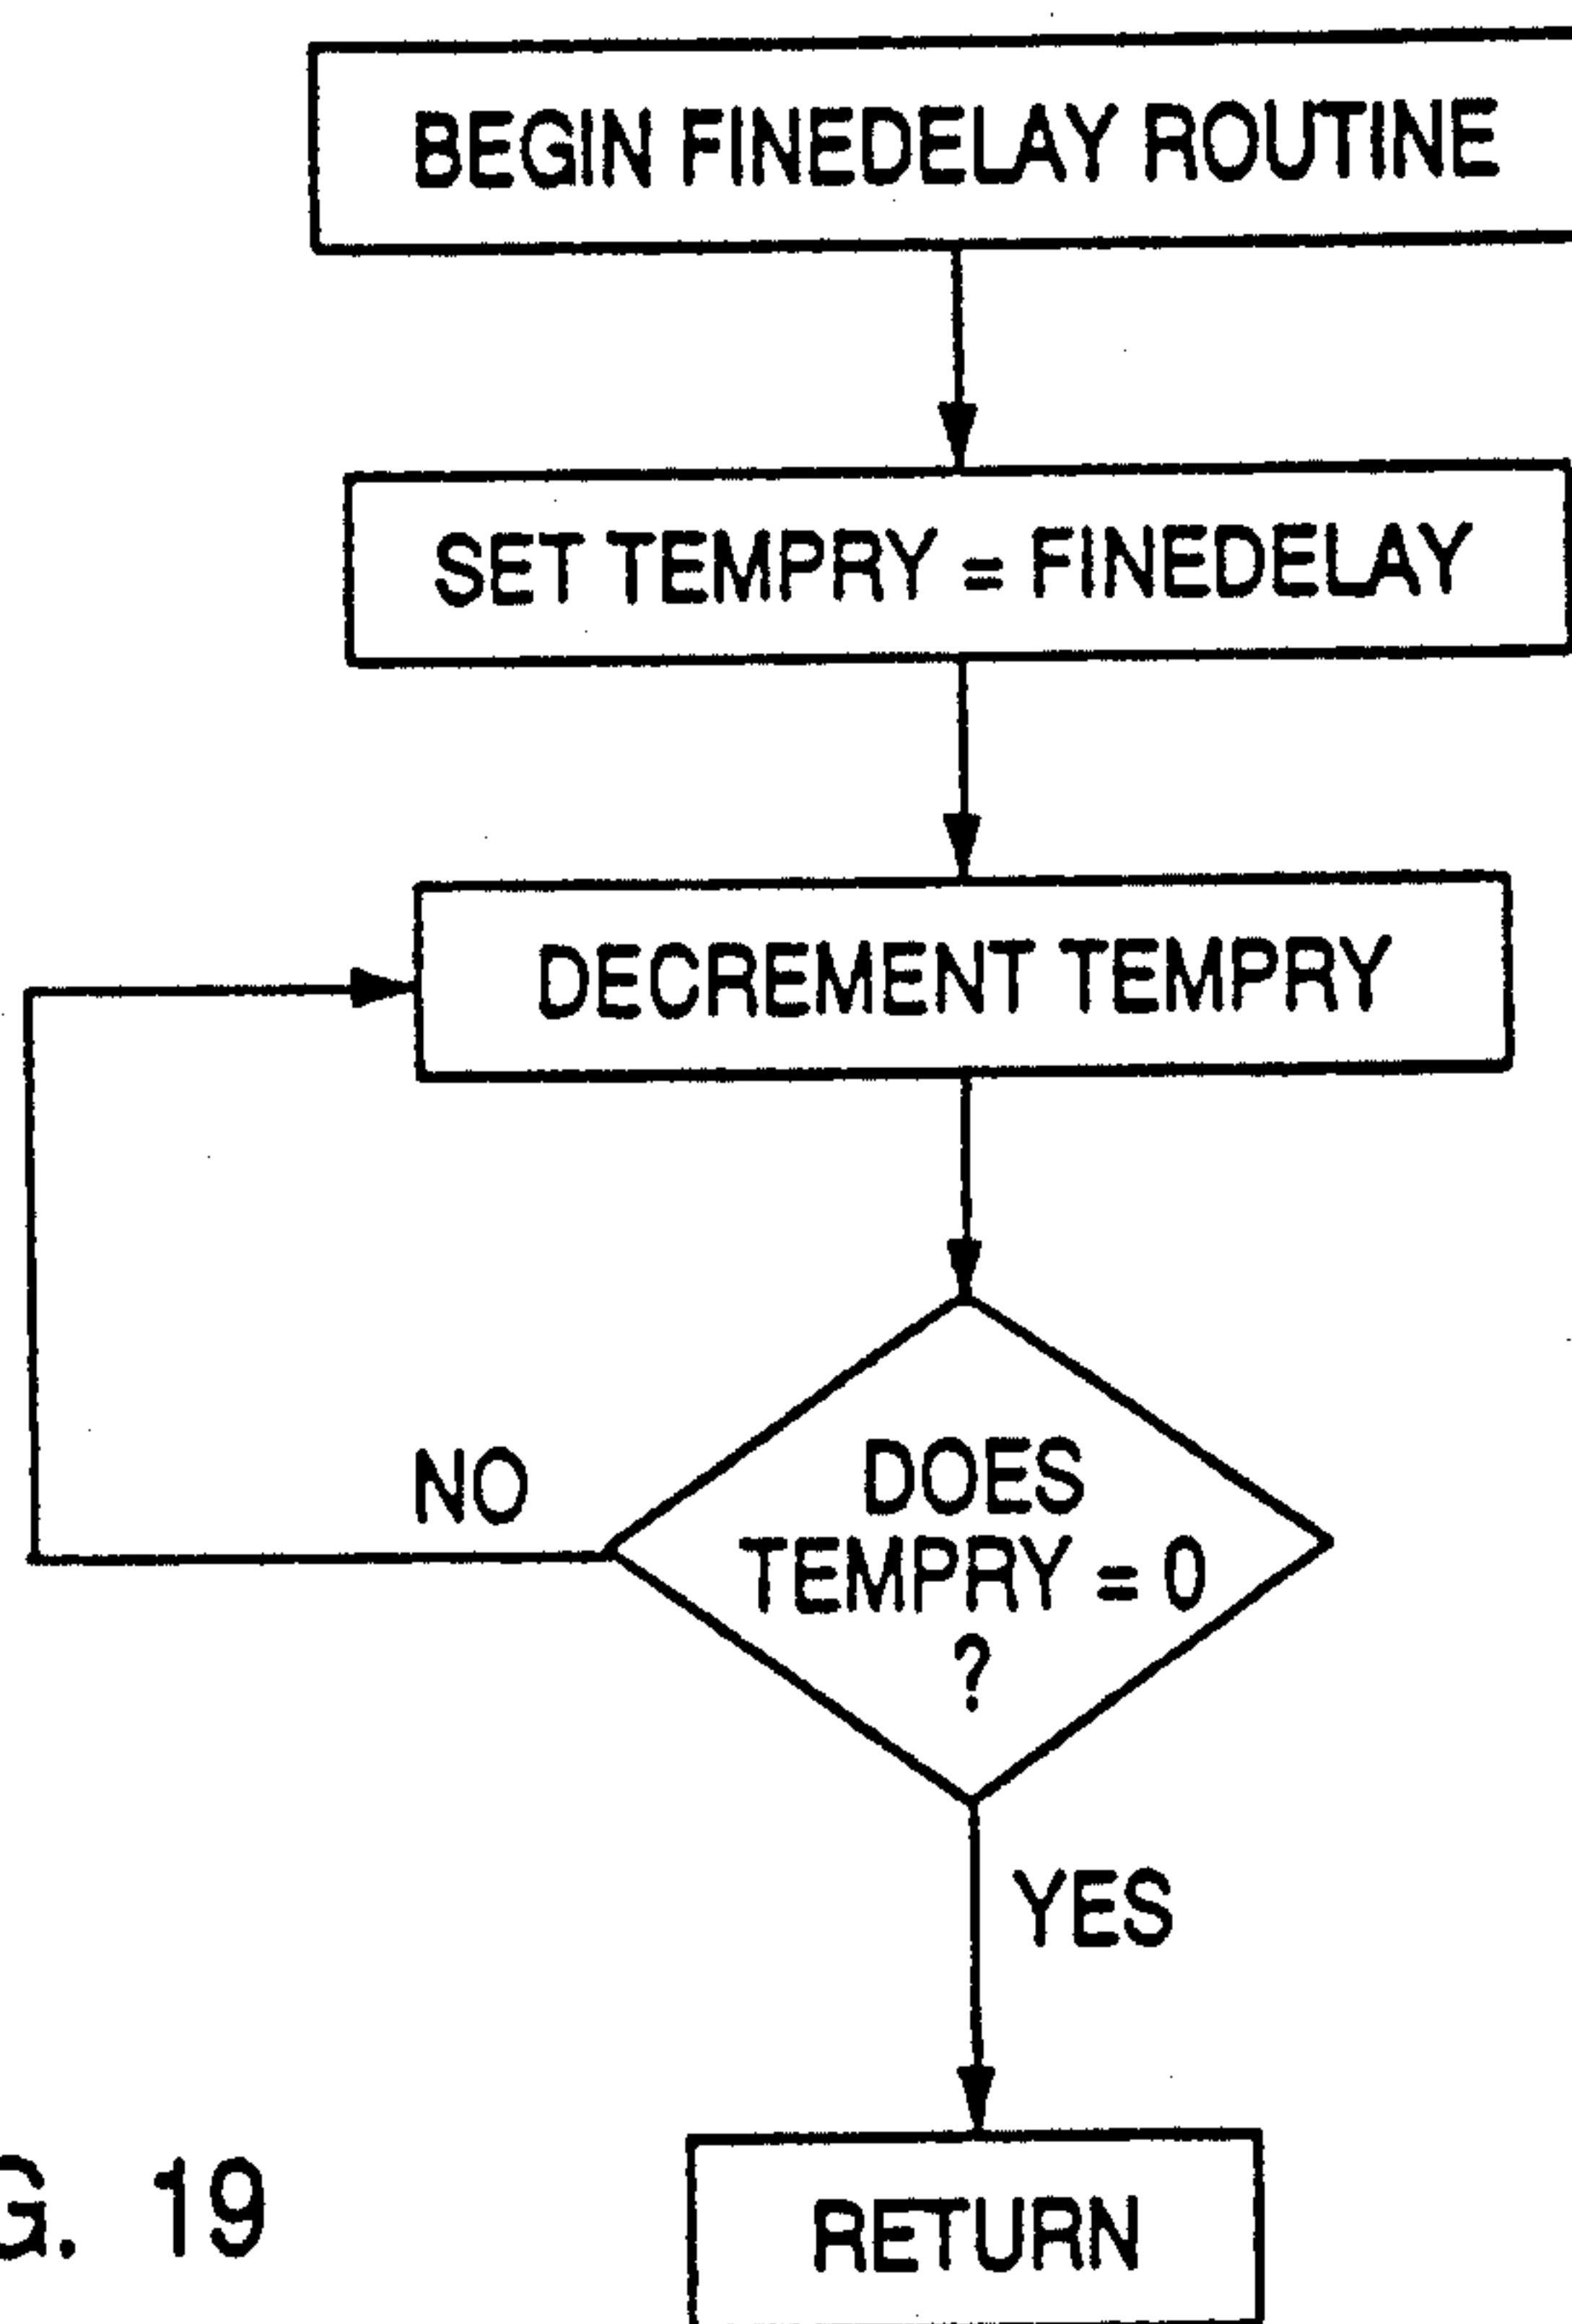 BEGIN FINEDELAY ROUTINE
SET TEMPRY = FINEDELAY
DECREMENT TEMPRY
DOES
TEMPRY = 0
?
NO
YES
RETURN
G. 19